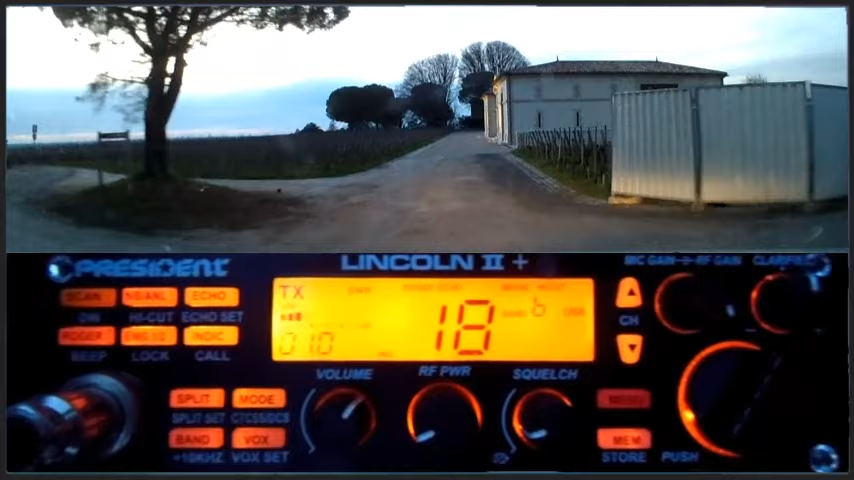 PRESIDENT LINCOLN II + MIC GAIN RF GAIN CLARIFIER
SCAN NB/ANL ECHO
DW HI-CUT ECHO SET
ROGER EMG 1/2 INDIC
BEEP LOCK CALL
TX
18 b
010
CH
VOLUME RF PWR SQUELCH
SPLIT MODE MENU
SPLIT SET CTCSS/DCS
BAND VOX MEM
+10KHZ VOX SET STORE PUSH